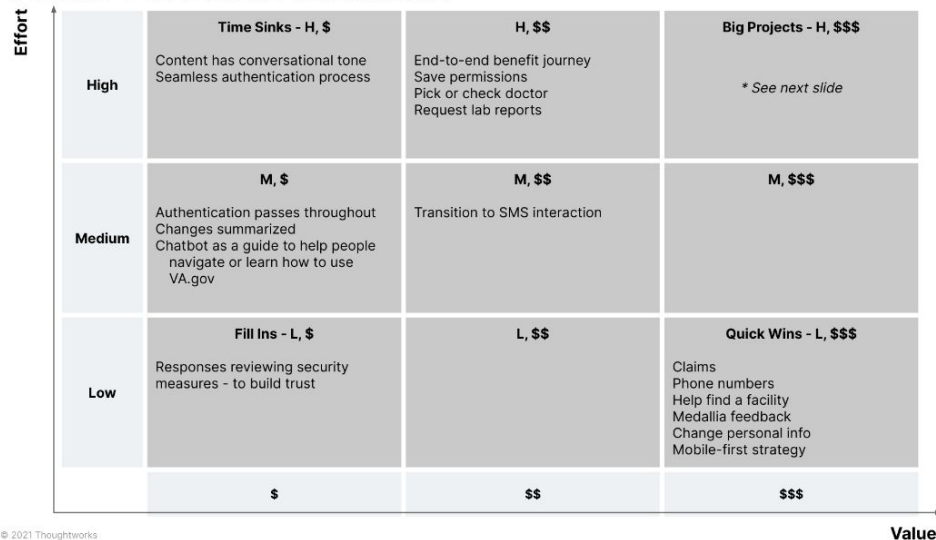 Effort
High
Time Sinks - H, $
Content has conversational tone
Seamless authentication process
H, $$
End-to-end benefit journey
Save permissions
Pick or check doctor
Request lab reports
Big Projects - H, $$$
* See next slide
Medium
M, $
Authentication passes throughout
Changes summarized
Chatbot as a guide to help people
navigate or learn how to use
VA.gov
M, $$
Transition to SMS interaction
M, $$$
Low
Fill Ins - L, $
Responses reviewing security
measures - to build trust
L, $$
Quick Wins - L, $$$
Claims
Phone numbers
Help find a facility
Medallia feedback
Change personal info
Mobile-first strategy
$
$$
$$$
© 2021 Thoughtworks
Value